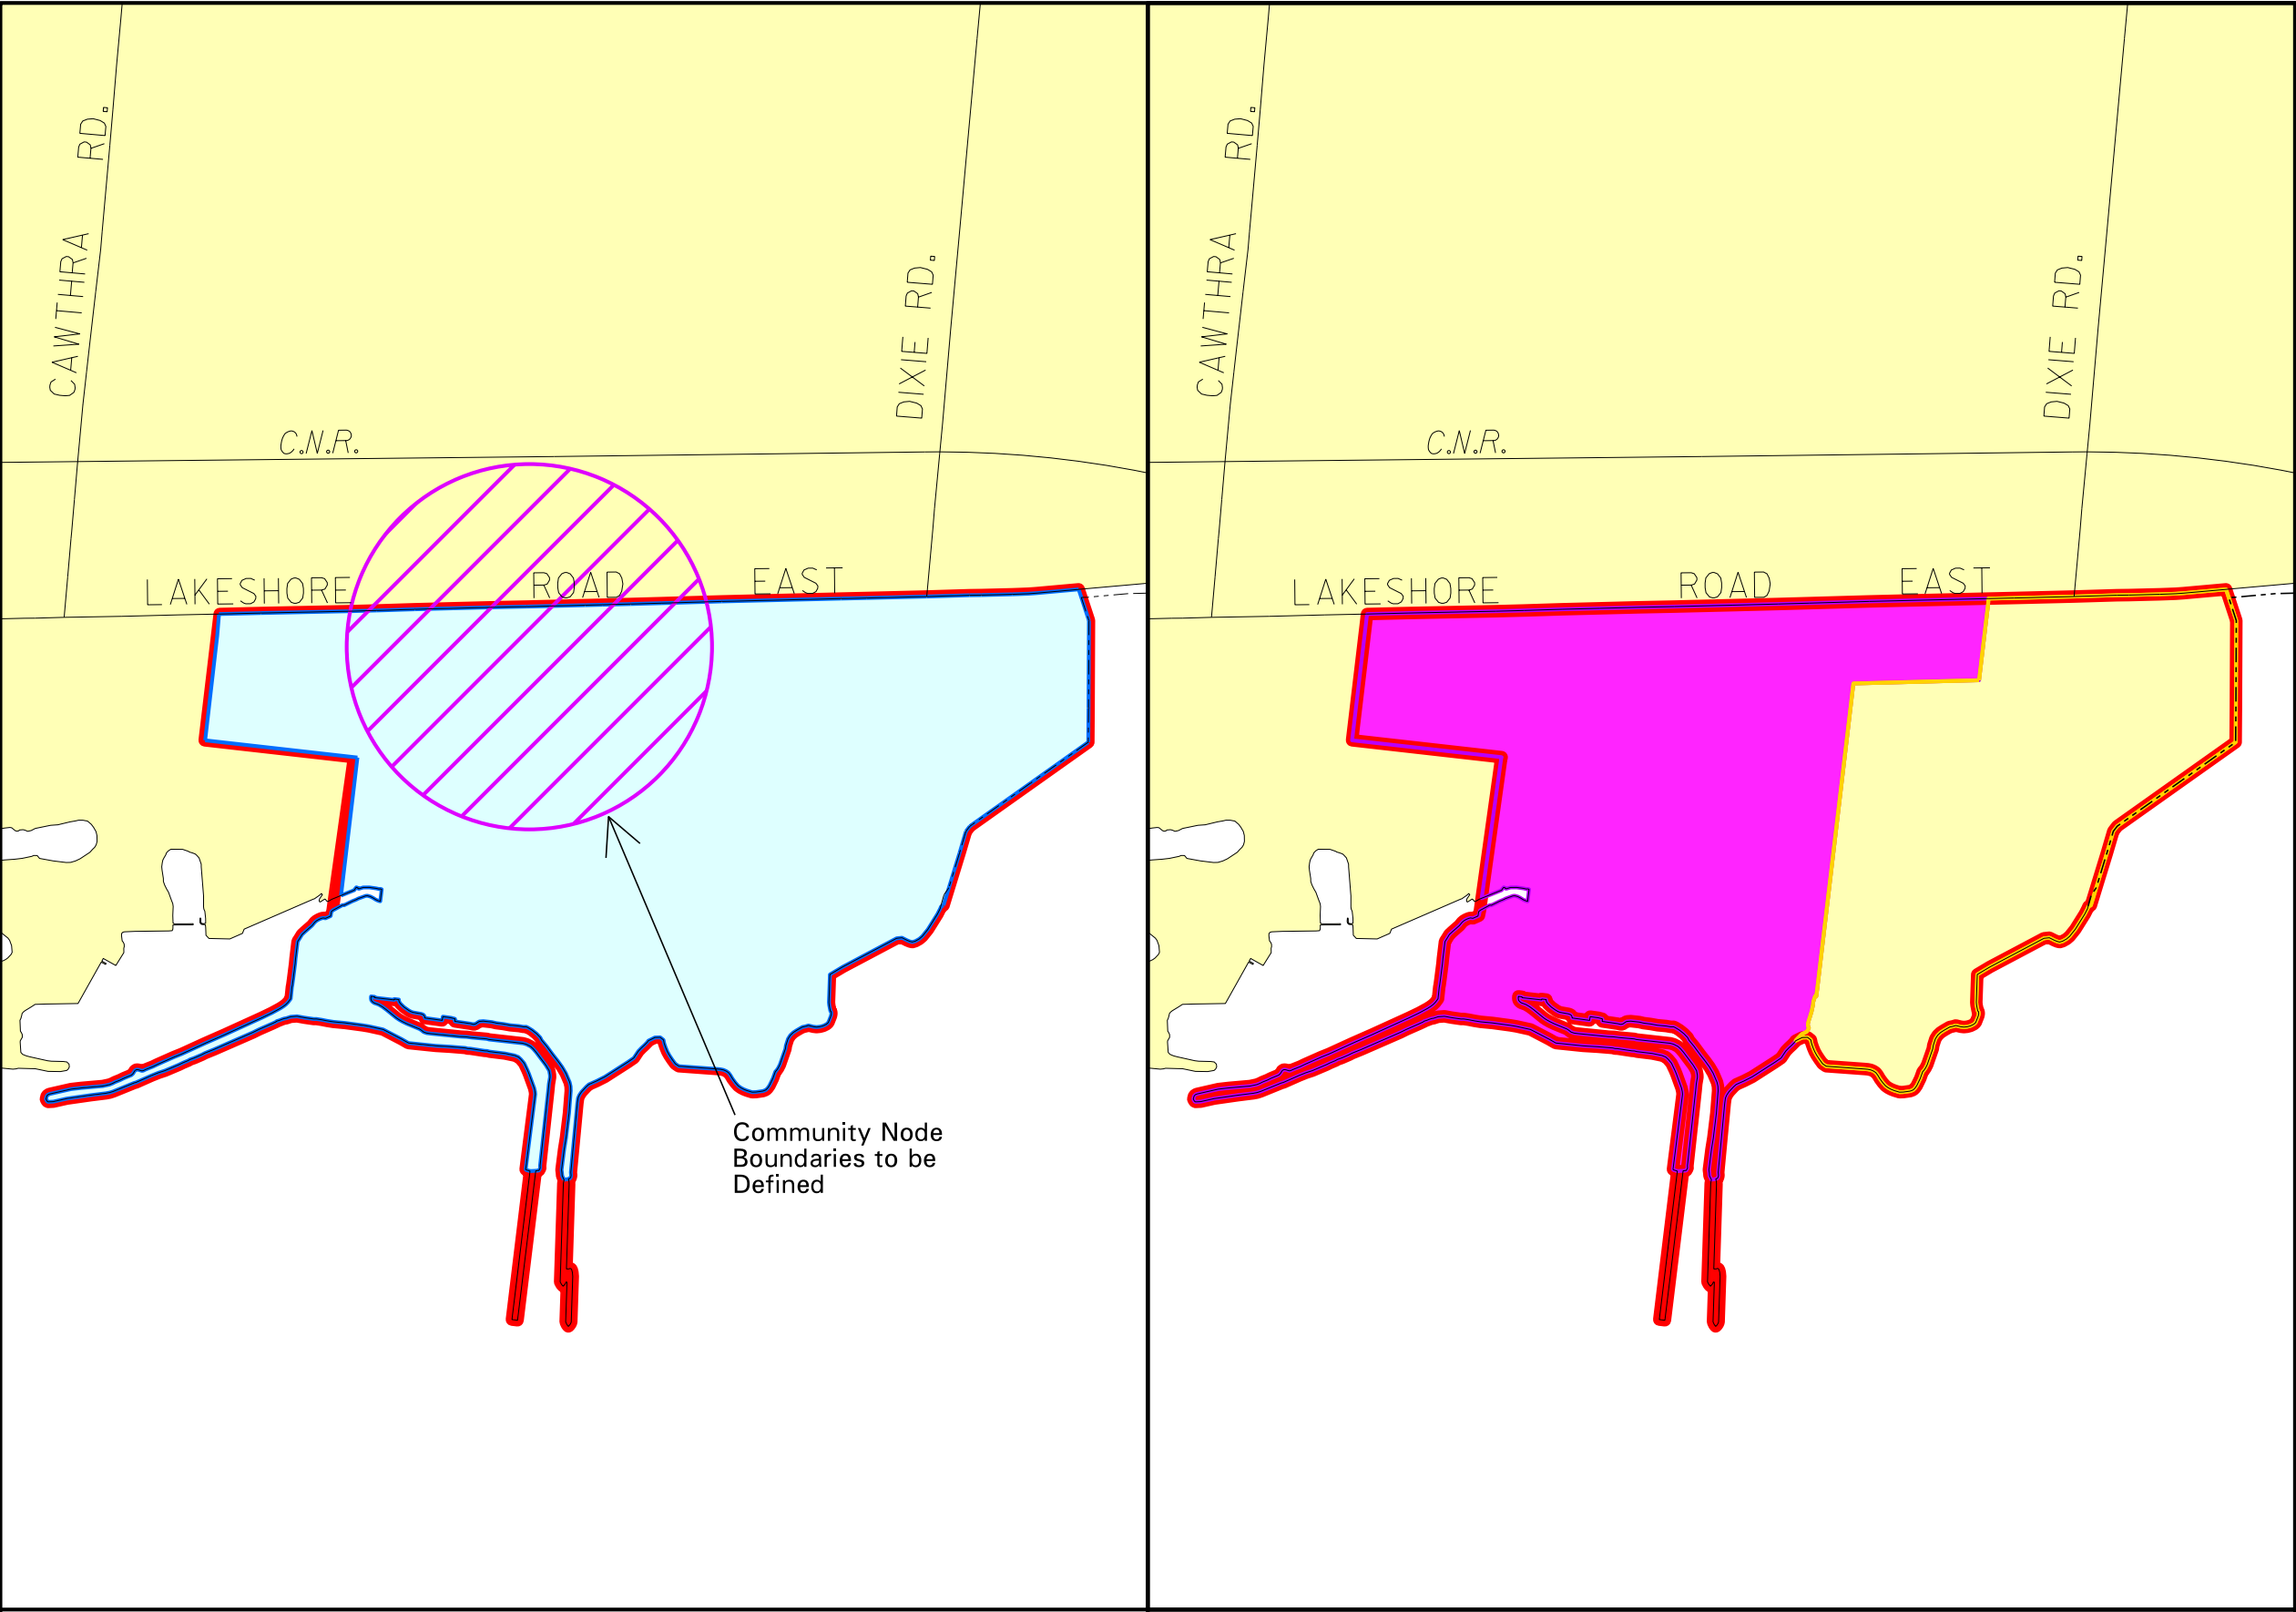 CAWTHRA RD.
DIXIE RD.
C.N.R.
LAKESHORE ROAD EAST
Community Node
Boundaries to be
Defined
CAWTHRA RD.
DIXIE RD.
C.N.R.
LAKESHORE ROAD EAST